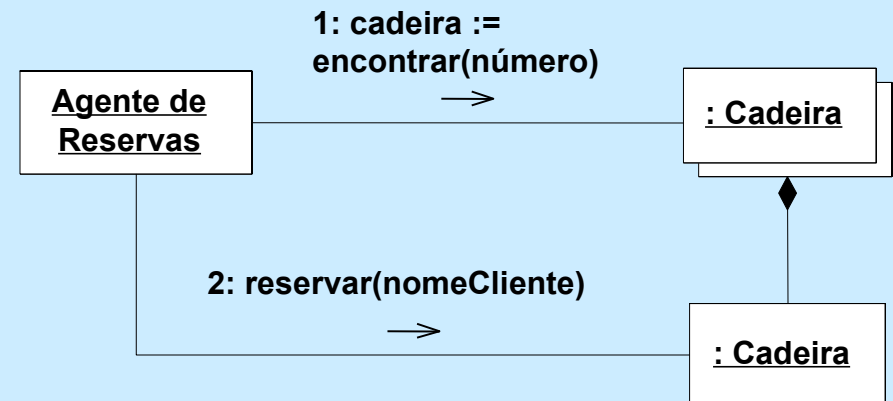 1: cadeira :=
encontrar(número)
Agente de
Reservas
: Cadeira
2: reservar(nomeCliente)
: Cadeira